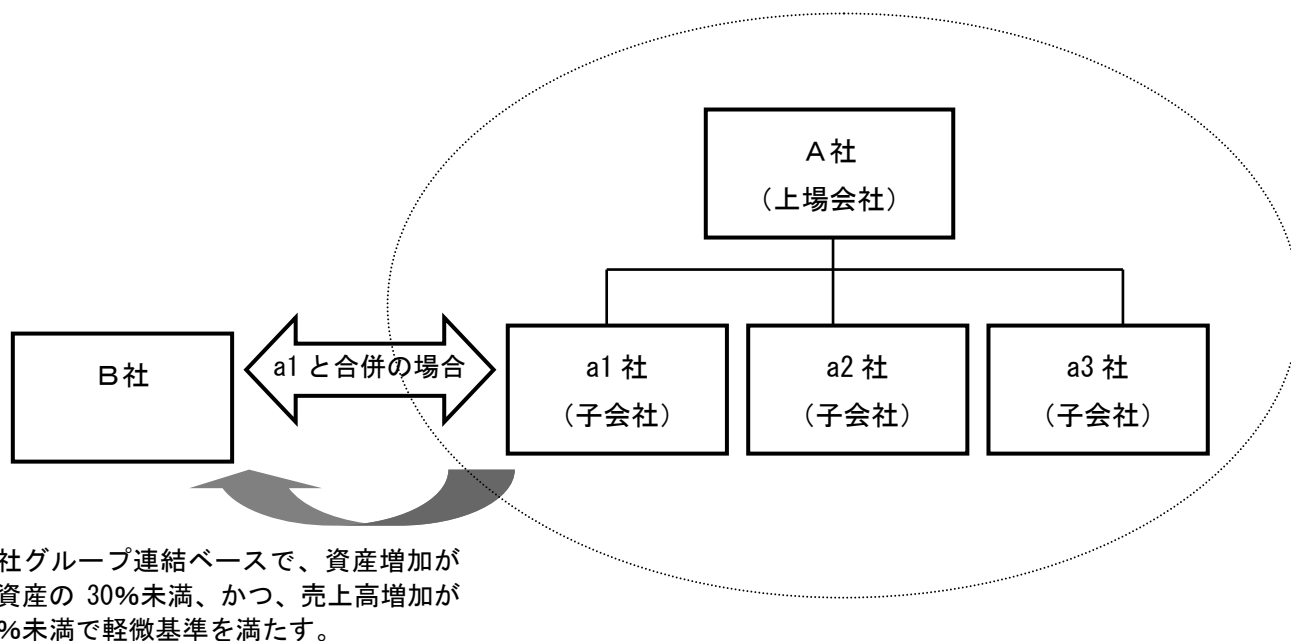 A社
（上場会社）
B社
a1 と合併の場合
a1 社
（子会社）
a2 社
（子会社）
a3 社
（子会社）
社グループ連結ベースで、資産増加が
資産の 30%未満、かつ、売上高増加が
%未満で軽微基準を満たす。